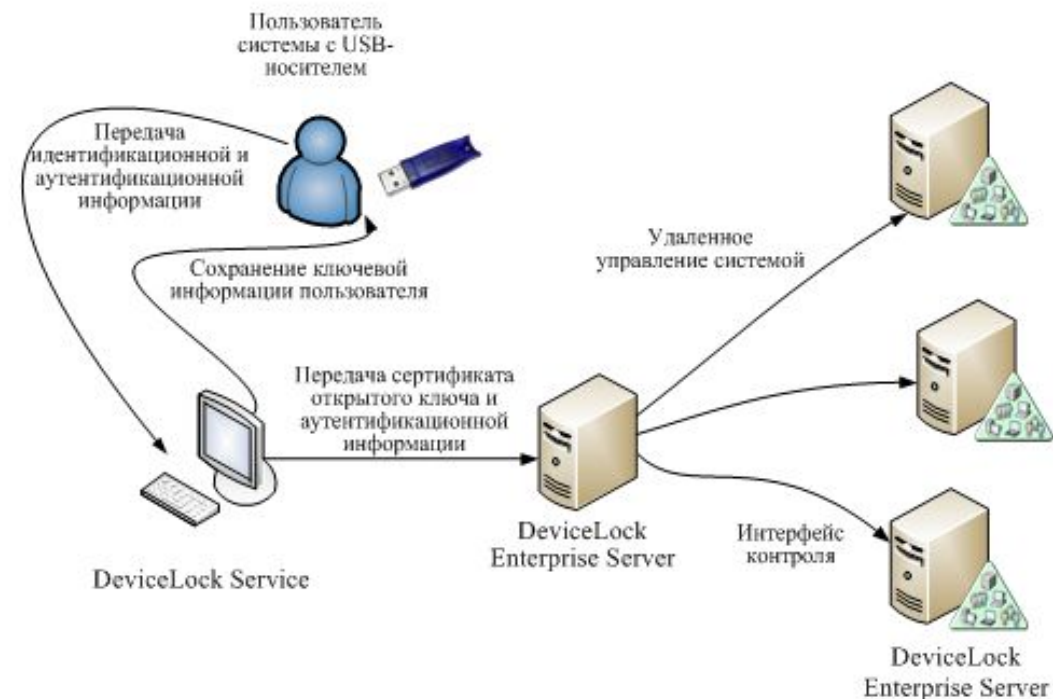 Пользователь
системы с USB-
носителем
Передача
идентификационной и
аутентификационной
информации
Сохранение ключевой
информации пользователя
Удаленное
управление системой
Передача сертификата
открытого ключа и
аутентификационной
информации
DeviceLock Service
DeviceLock
Enterprise Server
Интерфейс
контроля
DeviceLock
Enterprise Server